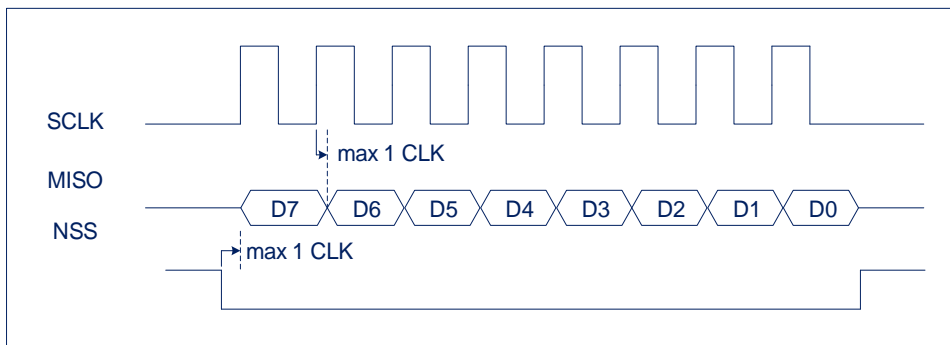 SCLK
max 1 CLK
MISO
D7 D6 D5 D4 D3 D2 D1 D0
NSS
max 1 CLK